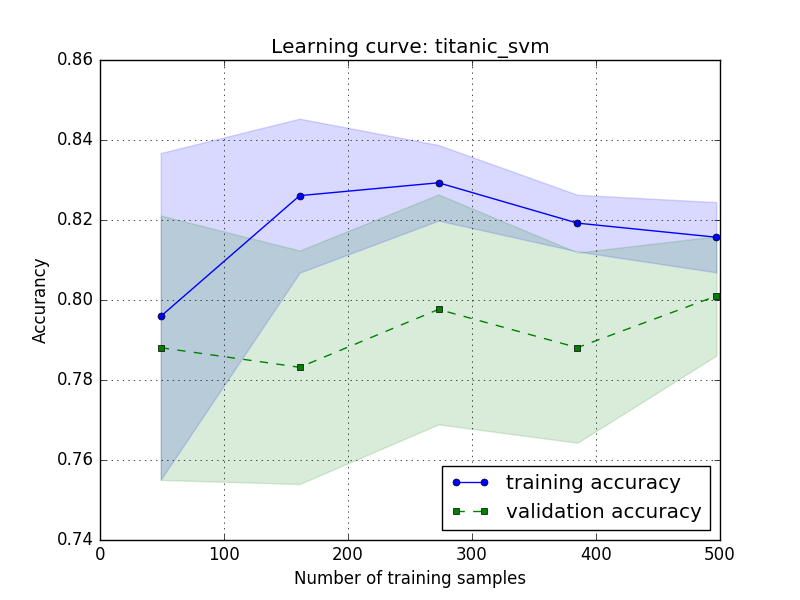 Learning curve: titanic_svm
0.86
0.84
0.82
0.80
0.78
0.76
0.74
Accurancy
training accuracy
validation accuracy
0 100 200 300 400 500
Number of training samples